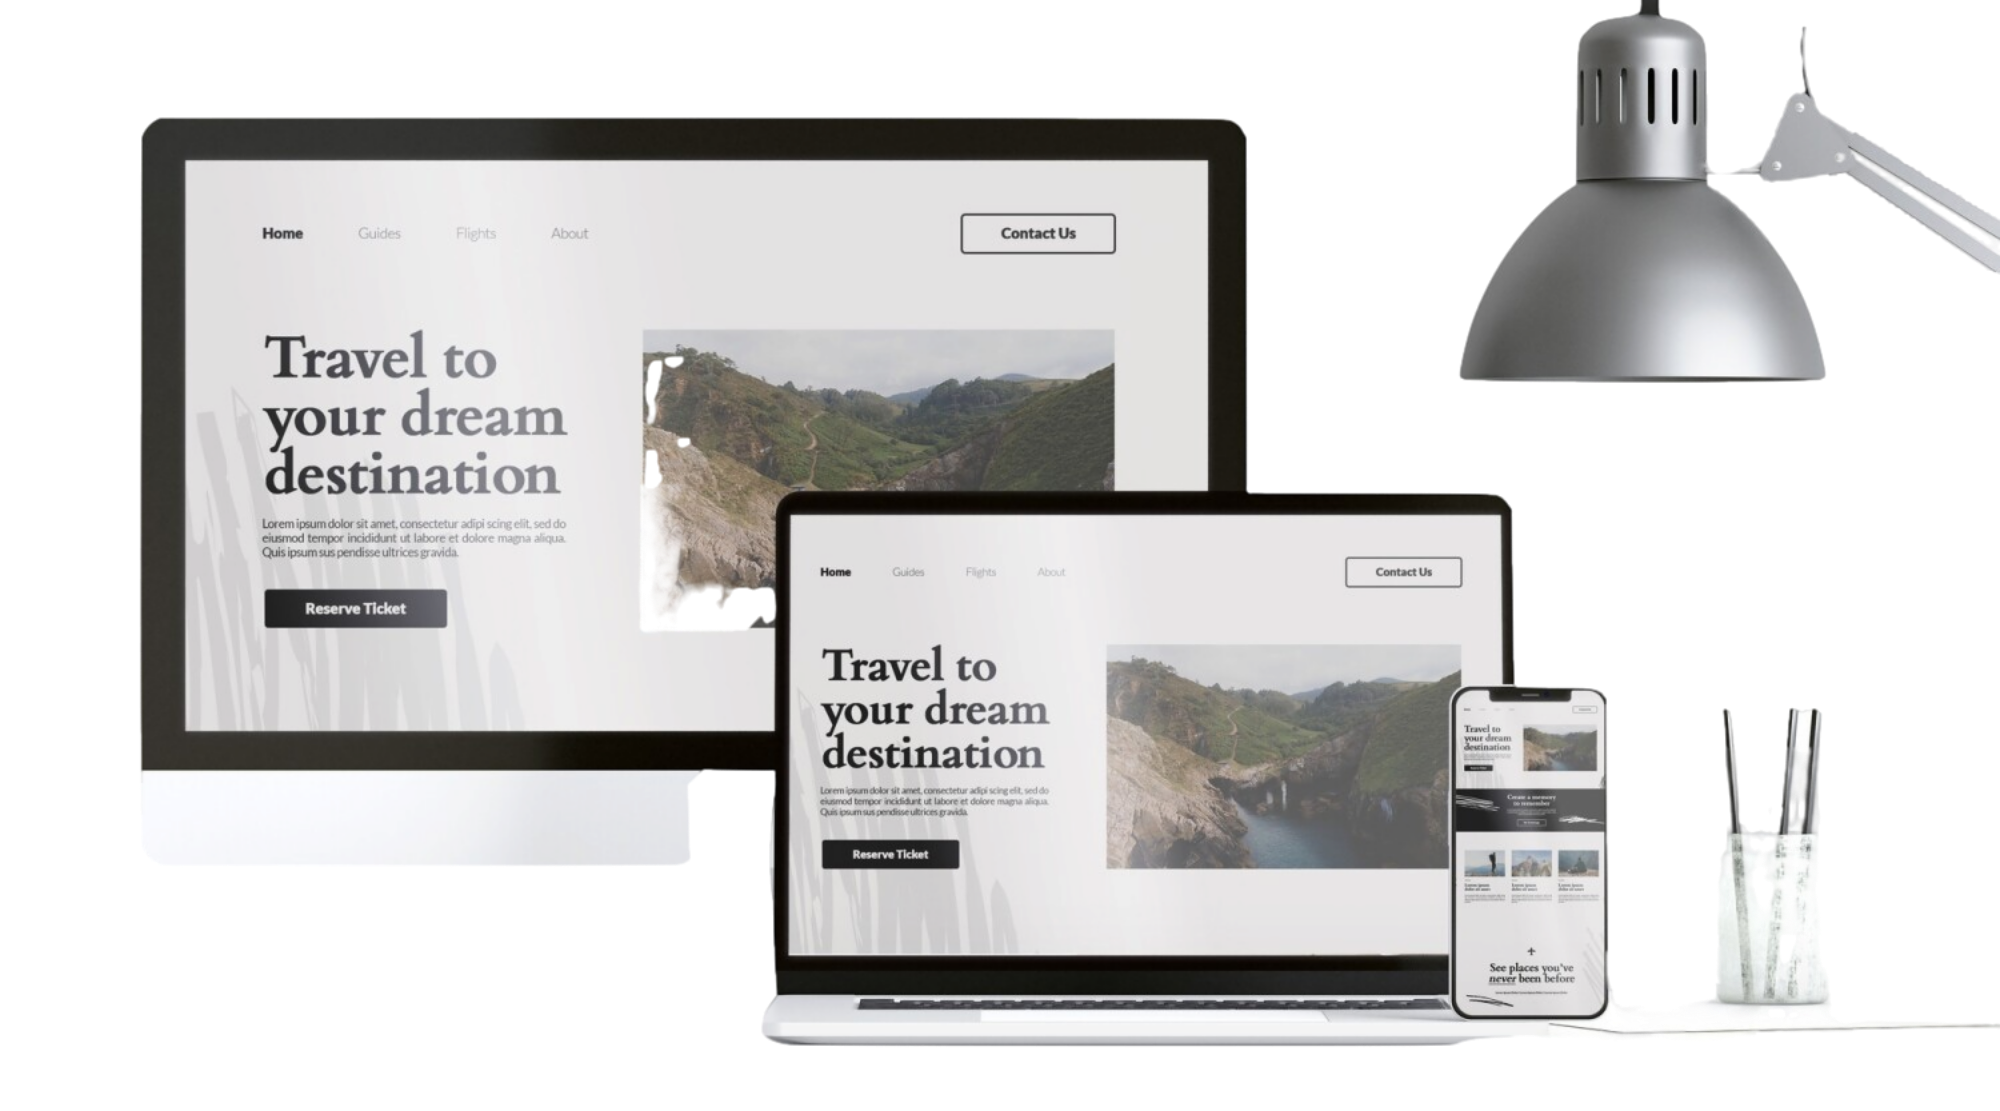 Home Guides Flights About Contact Us
Travel to
your dream
destination
Lorem ipsum dolor sit amet, consectetur adipi scing elit, sed do
eiusmod tempor incididunt ut labore et dolore magna aliqua.
Quis ipsum sus pendisse ultrices gravida.
Reserve Ticket
Home Guides Flights About Contact Us
Travel to
your dream
destination
Lorem ipsum dolor sit amet, consectetur adipi scing elit, sed do
eiusmod tempor incididunt ut labore et dolore magna aliqua.
Quis ipsum sus pendisse ultrices gravida.
Reserve Ticket
Travel to
your dream
destination
Create a memory
to remember
See places you've
never been before